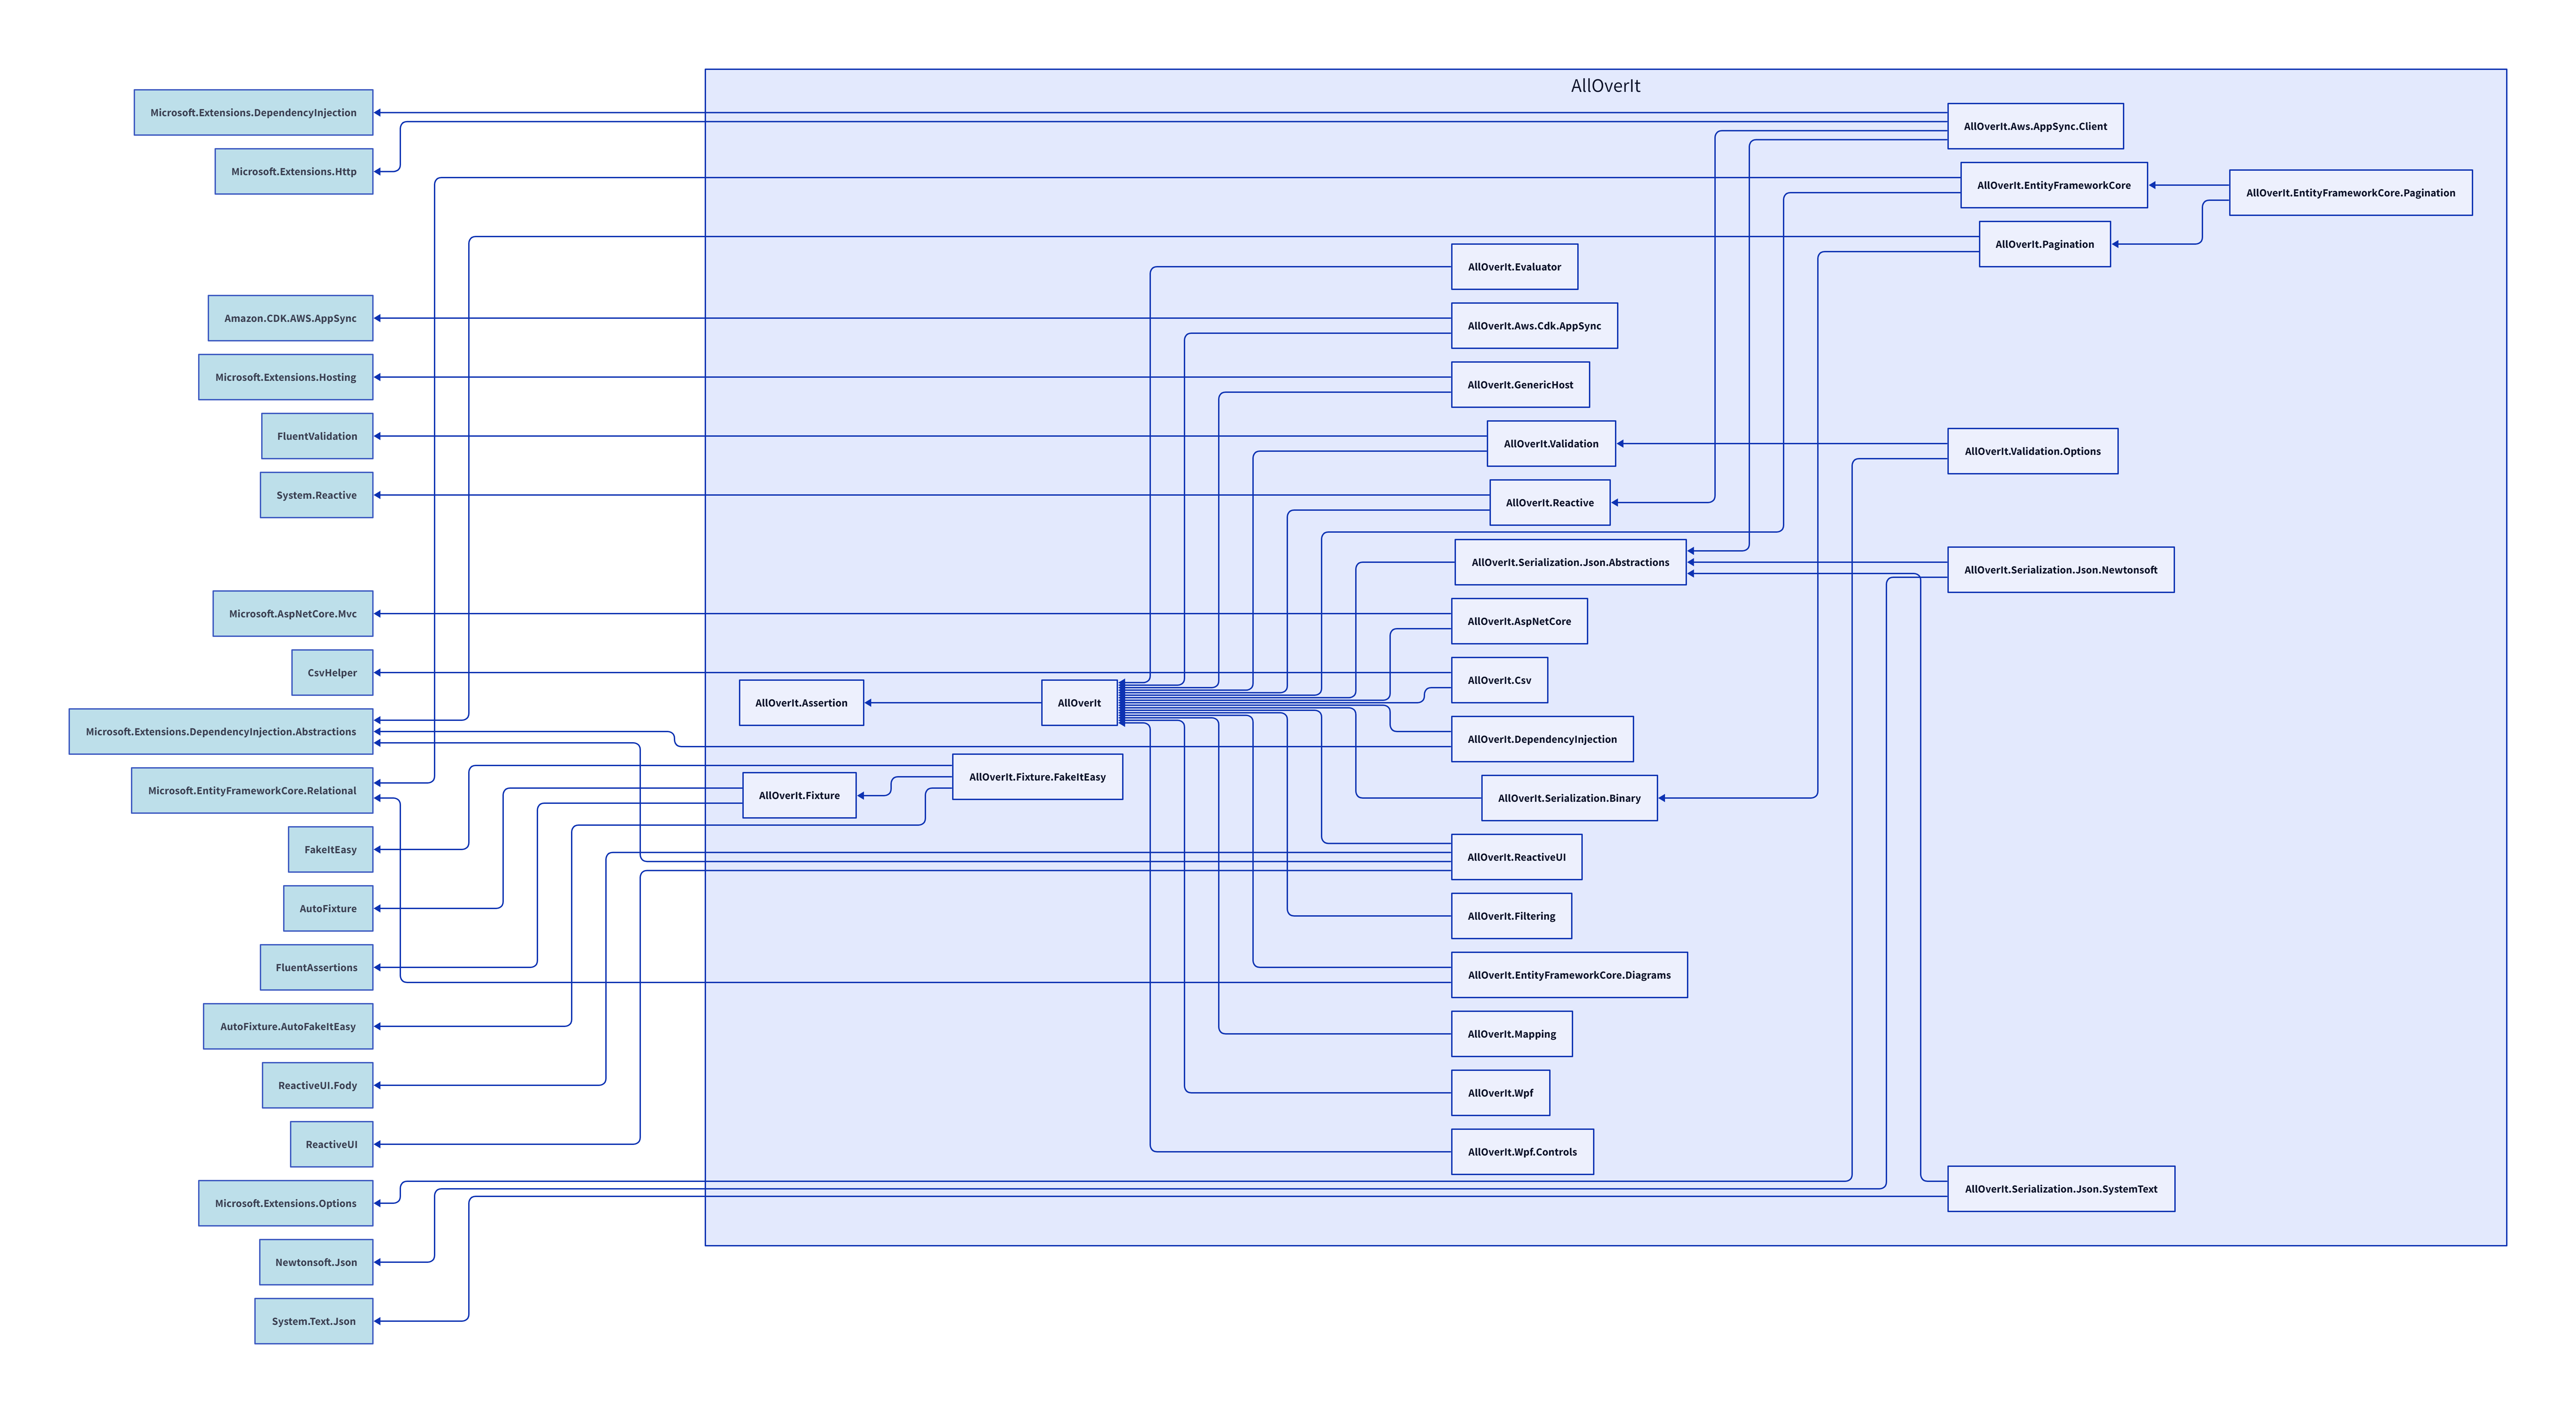 AllOverIt
Microsoft.Extensions.DependencyInjection
Microsoft.Extensions.Http
Amazon.CDK.AWS.AppSync
Microsoft.Extensions.Hosting
FluentValidation
System.Reactive
Microsoft.AspNetCore.Mvc
CsvHelper
Microsoft.Extensions.DependencyInjection.Abstractions
Microsoft.EntityFrameworkCore.Relational
FakeItEasy
AutoFixture
FluentAssertions
AutoFixture.AutoFakeItEasy
ReactiveUI.Fody
ReactiveUI
Microsoft.Extensions.Options
Newtonsoft.Json
System.Text.Json
AllOverIt.Assertion
AllOverIt.Fixture
AllOverIt
AllOverIt.Fixture.FakeItEasy
AllOverIt.Evaluator
AllOverIt.Aws.Cdk.AppSync
AllOverIt.GenericHost
AllOverIt.Validation
AllOverIt.Reactive
AllOverIt.Serialization.Json.Abstractions
AllOverIt.AspNetCore
AllOverIt.Csv
AllOverIt.DependencyInjection
AllOverIt.Serialization.Binary
AllOverIt.ReactiveUI
AllOverIt.Filtering
AllOverIt.EntityFrameworkCore.Diagrams
AllOverIt.Mapping
AllOverIt.Wpf
AllOverIt.Wpf.Controls
AllOverIt.Aws.AppSync.Client
AllOverIt.EntityFrameworkCore
AllOverIt.Pagination
AllOverIt.Validation.Options
AllOverIt.Serialization.Json.Newtonsoft
AllOverIt.Serialization.Json.SystemText
AllOverIt.EntityFrameworkCore.Pagination